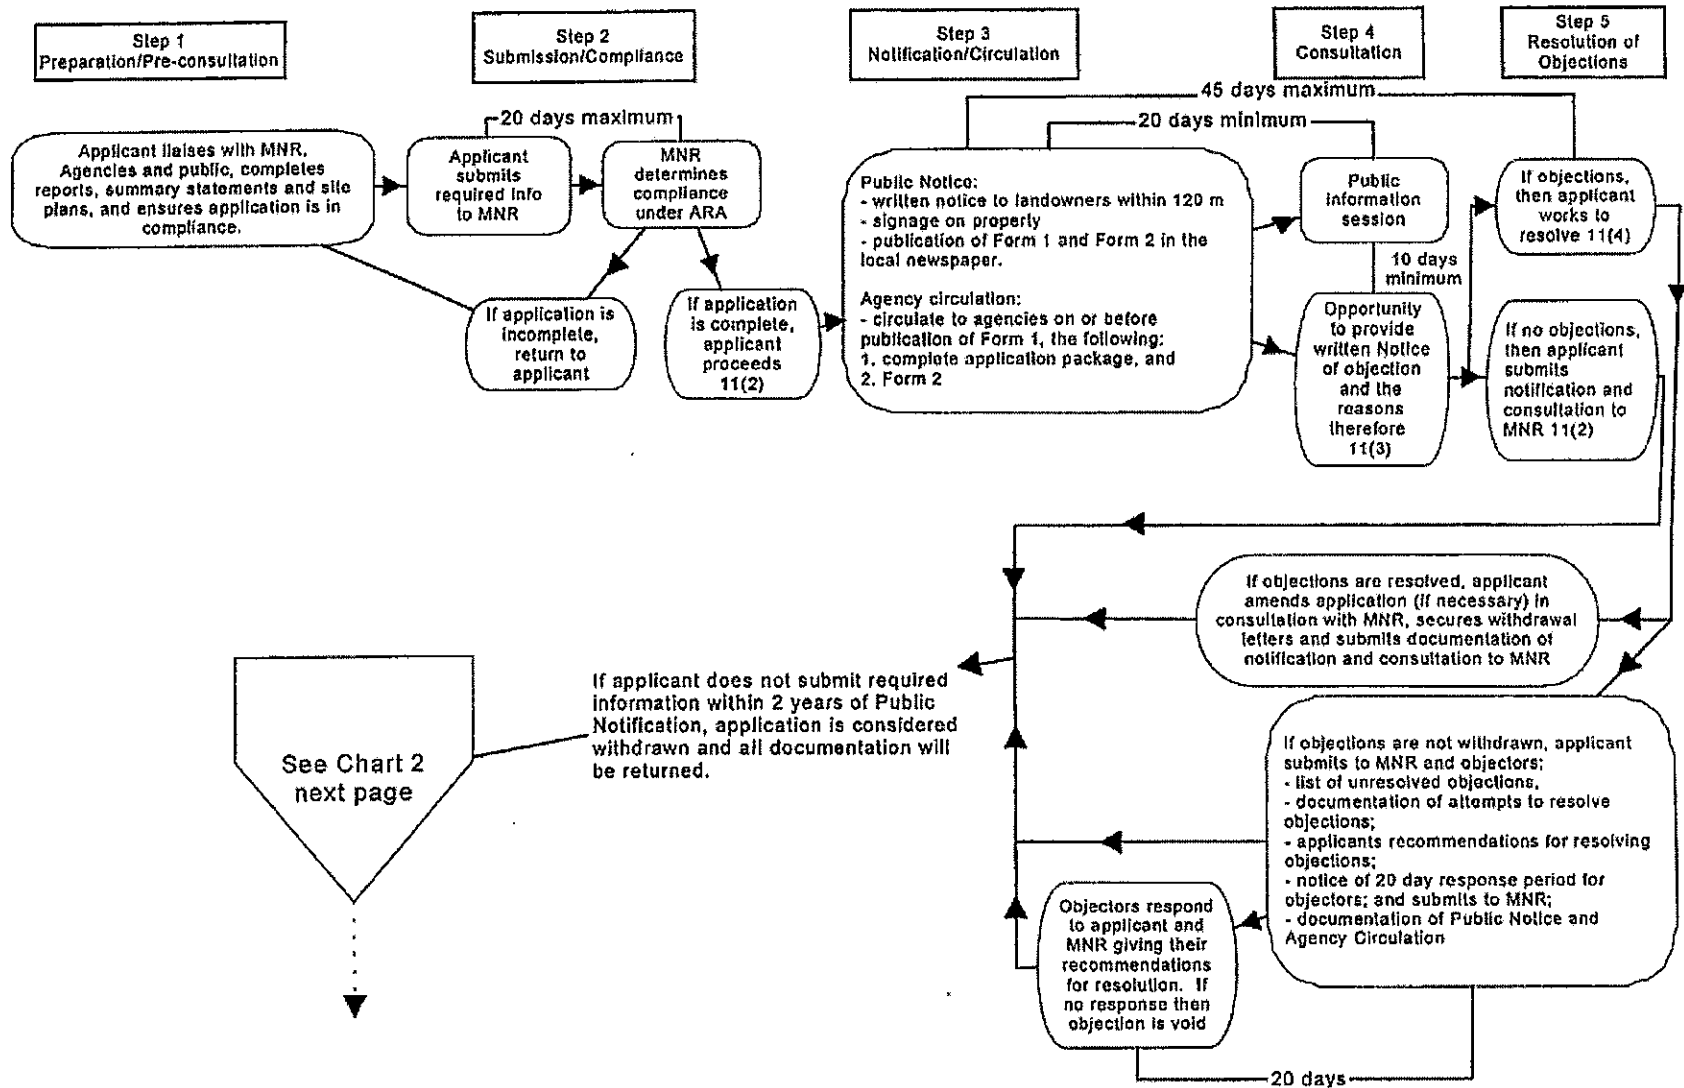 Step 1
Preparation/Pre-consultation
Step 2
Submission/Compliance
Step 3
Notification/Circulation
Step 4
Consultation
Step 5
Resolution of
Objections
45 days maximum
20 days maximum
20 days minimum
Applicant liaises with MNR,
Agencies and public, completes
reports, summary statements and site
plans, and ensures application is in
compliance.
Applicant
submits
required info
to MNR
MNR
determines
compliance
under ARA
If application is
incomplete,
return to
applicant
If application
is complete,
applicant
proceeds
11(2)
Public Notice:
- written notice to landowners within 120 m
- signage on property
- publication of Form 1 and Form 2 in the
local newspaper.
Agency circulation:
- circulate to agencies on or before
publication of Form 1, the following:
1. complete application package, and
2. Form 2
Public
information
session
10 days
minimum
Opportunity
to provide
written Notice
of objection
and the
reasons
therefore
11(3)
If objections,
then applicant
works to
resolve 11(4)
If no objections,
then applicant
submits
notification and
consultation to
MNR 11(2)
If objections are resolved, applicant
amends application (if necessary) in
consultation with MNR, secures withdrawal
letters and submits documentation of
notification and consultation to MNR
If objections are not withdrawn, applicant
submits to MNR and objectors;
- list of unresolved objections,
- documentation of attempts to resolve
objections;
- applicants recommendations for resolving
objections;
- notice of 20 day response period for
objectors; and submits to MNR;
- documentation of Public Notice and
Agency Circulation
Objectors respond
to applicant and
MNR giving their
recommendations
for resolution. If
no response then
objection is void
20 days
If applicant does not submit required
information within 2 years of Public
Notification, application is considered
withdrawn and all documentation will
be returned.
See Chart 2
next page